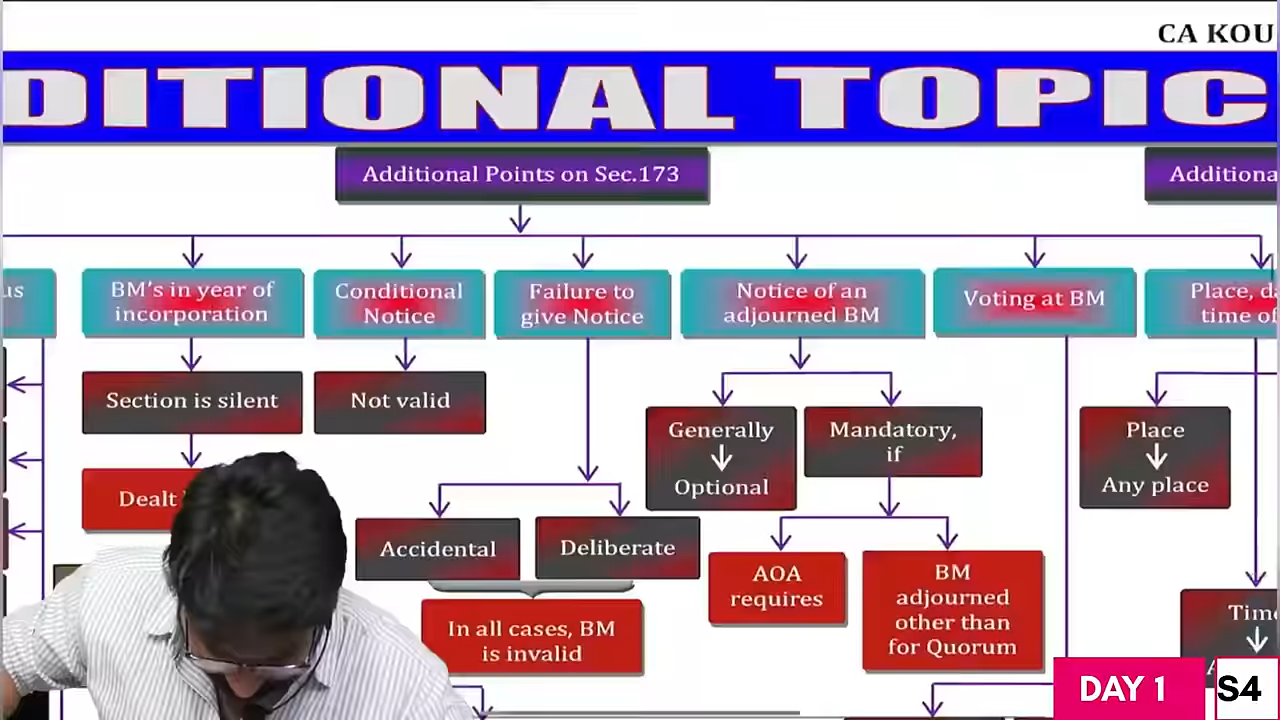 CA KOU
DITIONAL TOPIC
Additional Points on Sec.173
Additiona
us
BM's in year of
incorporation
Conditional
Notice
Failure to
give Notice
Notice of an
adjourned BM
Voting at BM
Place, da
time of
Section is silent
Not valid
Generally
Optional
Mandatory,
if
Place
Any place
Dealt
Accidental
Deliberate
AOA
requires
BM
adjourned
other than
for Quorum
In all cases, BM
is invalid
Time
DAY 1
S4